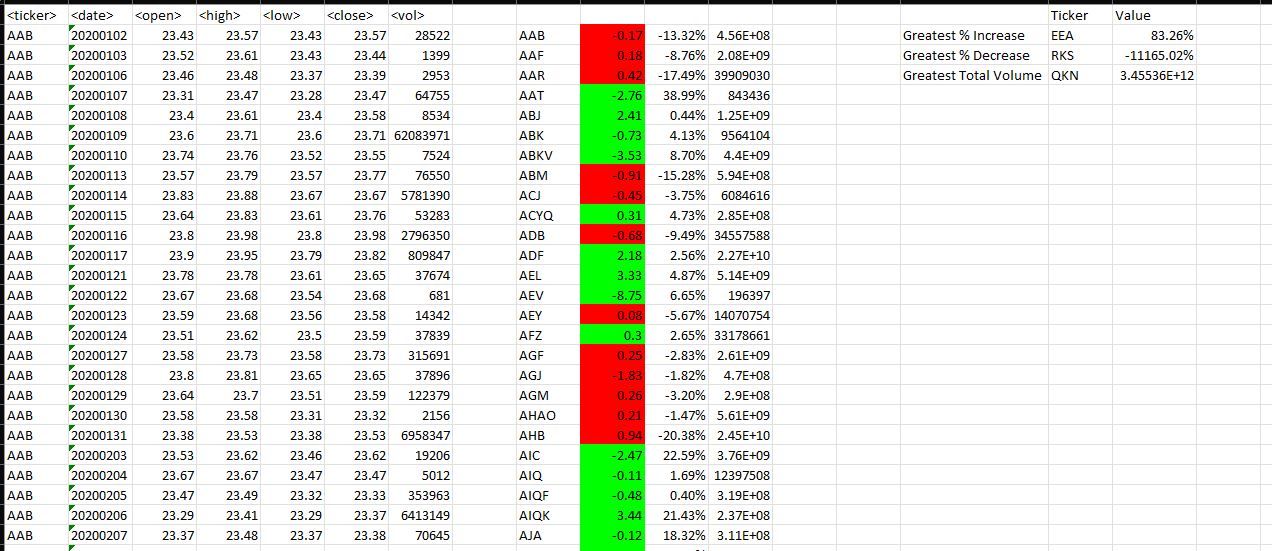 <ticker> <date> <open> <high> <low> <close> <vol> Ticker Value
AAB 20200102 23.43 23.57 23.43 23.57 28522 AAB -0.17 -13.32% 4.56E+08 Greatest % Increase EEA 83.26%
AAB 20200103 23.52 23.61 23.43 23.44 1399 AAF 0.18 -8.76% 2.08E+09 Greatest % Decrease RKS -11165.02%
AAB 20200106 23.46 23.48 23.37 23.39 2953 AAR 0.42 -17.49% 39909030 Greatest Total Volume QKN 3.45536E+12
AAB 20200107 23.31 23.47 23.28 23.47 64755 AAT -2.76 38.99% 843436
AAB 20200108 23.4 23.61 23.4 23.58 8534 ABJ 2.41 0.44% 1.25E+09
AAB 20200109 23.6 23.71 23.6 23.71 62083971 ABK -0.73 4.13% 9564104
AAB 20200110 23.74 23.76 23.52 23.55 7524 ABKV -3.53 8.70% 4.4E+09
AAB 20200113 23.57 23.79 23.57 23.77 76550 ABM -0.91 -15.28% 5.94E+08
AAB 20200114 23.83 23.88 23.67 23.67 5781390 ACJ -0.45 -3.75% 6084616
AAB 20200115 23.64 23.83 23.61 23.76 53283 ACYQ 0.31 4.73% 2.85E+08
AAB 20200116 23.8 23.98 23.8 23.98 2796350 ADB -0.68 -9.49% 34557588
AAB 20200117 23.9 23.95 23.79 23.82 809847 ADF 2.18 2.56% 2.27E+10
AAB 20200121 23.78 23.78 23.61 23.65 37674 AEL 3.33 4.87% 5.14E+09
AAB 20200122 23.67 23.68 23.54 23.68 681 AEV -8.75 6.65% 196397
AAB 20200123 23.59 23.68 23.56 23.58 14342 AEY 0.08 -5.67% 14070754
AAB 20200124 23.51 23.62 23.5 23.59 37839 AFZ 0.3 2.65% 33178661
AAB 20200127 23.58 23.73 23.58 23.73 315691 AGF 0.25 -2.83% 2.61E+09
AAB 20200128 23.8 23.81 23.65 23.65 37896 AGJ -1.83 -1.82% 4.7E+08
AAB 20200129 23.64 23.7 23.51 23.59 122379 AGM 0.26 -3.20% 2.9E+08
AAB 20200130 23.58 23.58 23.31 23.32 2156 AHAO 0.21 -1.47% 5.61E+09
AAB 20200131 23.38 23.53 23.38 23.53 6958347 AHB 0.94 -20.38% 2.45E+10
AAB 20200203 23.53 23.62 23.46 23.62 19206 AIC -2.47 22.59% 3.76E+09
AAB 20200204 23.67 23.67 23.47 23.47 5012 AIQ -0.11 1.69% 12397508
AAB 20200205 23.47 23.49 23.32 23.33 353963 AIQF -0.48 0.40% 3.19E+08
AAB 20200206 23.29 23.41 23.29 23.37 6413149 AIQK 3.44 21.43% 2.37E+08
AAB 20200207 23.37 23.48 23.37 23.38 70645 AJA -0.12 18.32% 3.11E+08